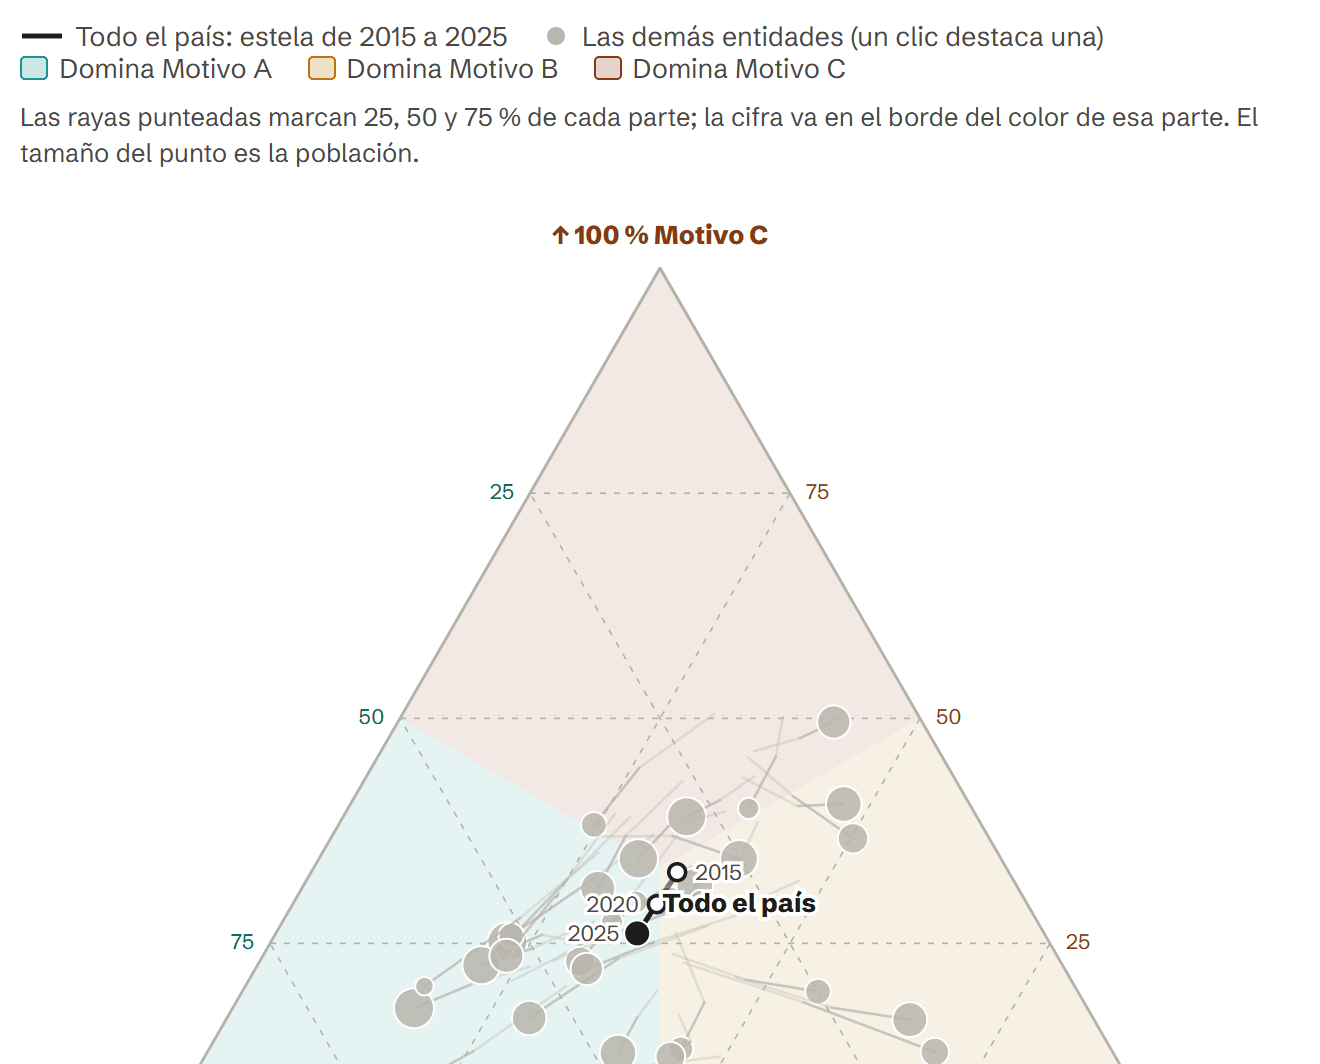 Todo el país: estela de 2015 a 2025 Las demás entidades (un clic destaca una)
Domina Motivo A Domina Motivo B Domina Motivo C
Las rayas punteadas marcan 25, 50 y 75 % de cada parte; la cifra va en el borde del color de esa parte. El
tamaño del punto es la población.
↑ 100 % Motivo C
25 75
50 50
2015
2020 Todo el país
2025
75 25